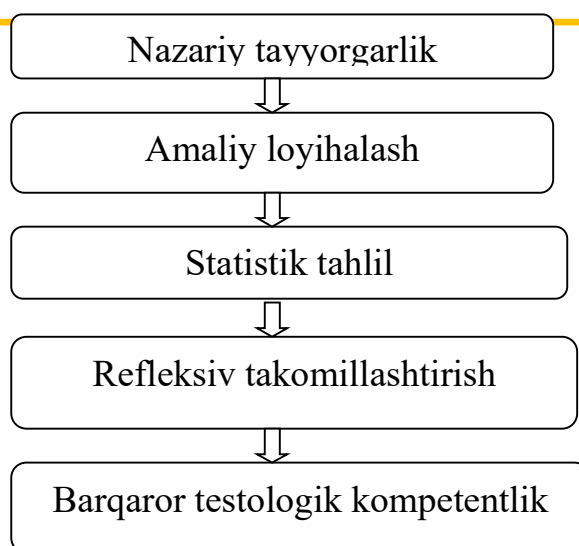 Nazariy tayyorgarlik
Amaliy loyihalash
Statistik tahlil
Refleksiv takomillashtirish
Barqaror testologik kompetentlik